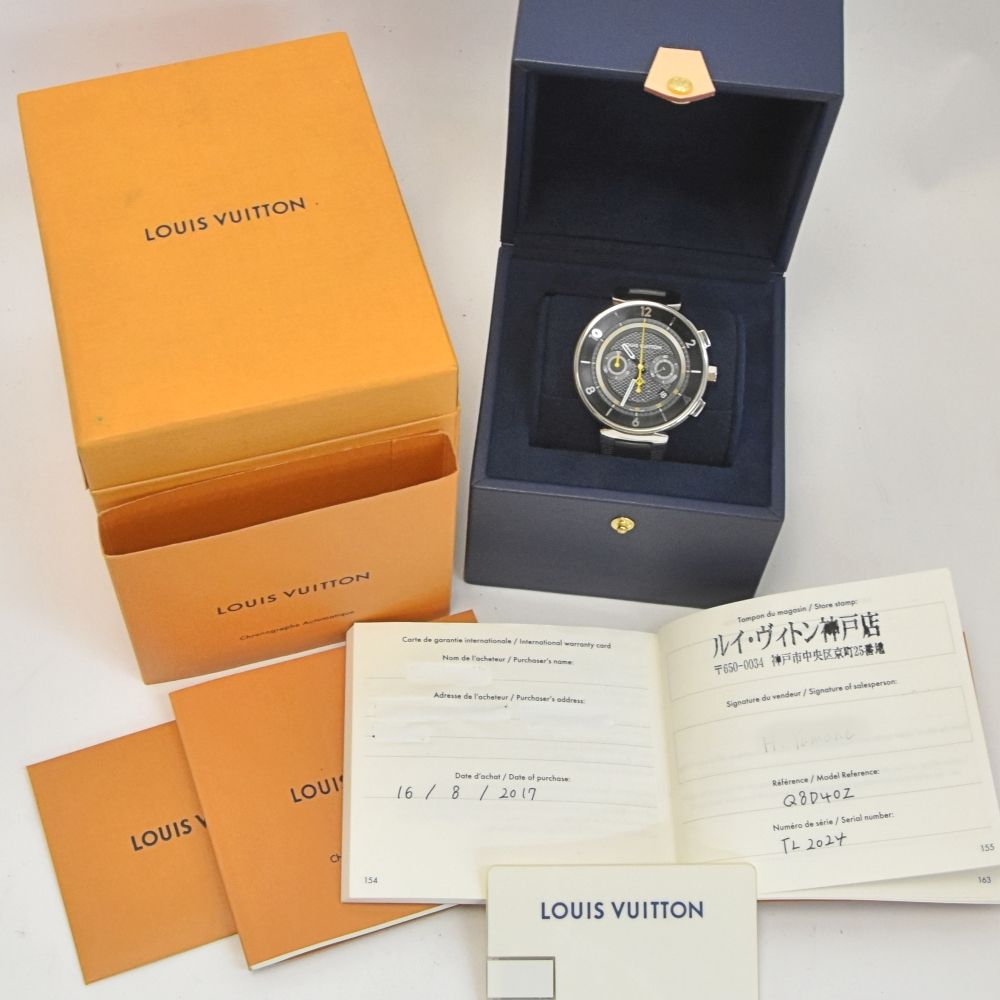 LOUIS VUITTON
12
2
LOUIS VUITTON
8
6
LOUIS VUITTON
Chronographe Automatique
LOUIS
LOUIS V
Carte de garantie internationale / International warranty card
Nom de l'acheteur / Purchaser's name:
Adresse de l'acheteur / Purchaser's address:
Date d'achat / Date of purchase:
16 / 8 / 2017
154
Tampon du magasin / Store stamp:
ルイ・ヴィトン神戸店
〒650-0034 神戸市中央区京町25番地
Signature du vendeur / Signature of salesperson:
Référence / Model Reference:
Q8D40Z
Numéro de série / Serial number:
TL2024
155
163
LOUIS VUITTON